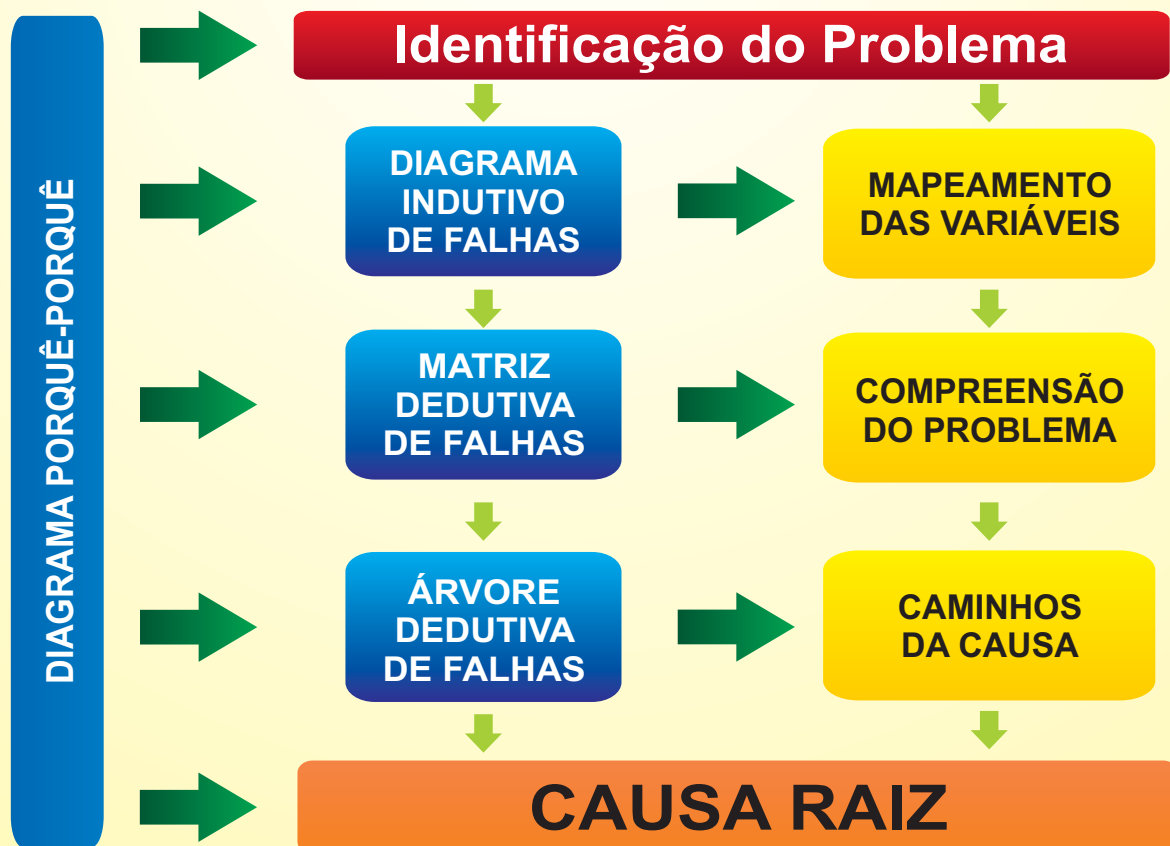 DIAGRAMA PORQUÊ-PORQUÊ
Identificação do Problema
DIAGRAMA
INDUTIVO
DE FALHAS
MAPEAMENTO
DAS VARIÁVEIS
MATRIZ
DEDUTIVA
DE FALHAS
COMPREENSÃO
DO PROBLEMA
ÁRVORE
DEDUTIVA
DE FALHAS
CAMINHOS
DA CAUSA
CAUSA RAIZ